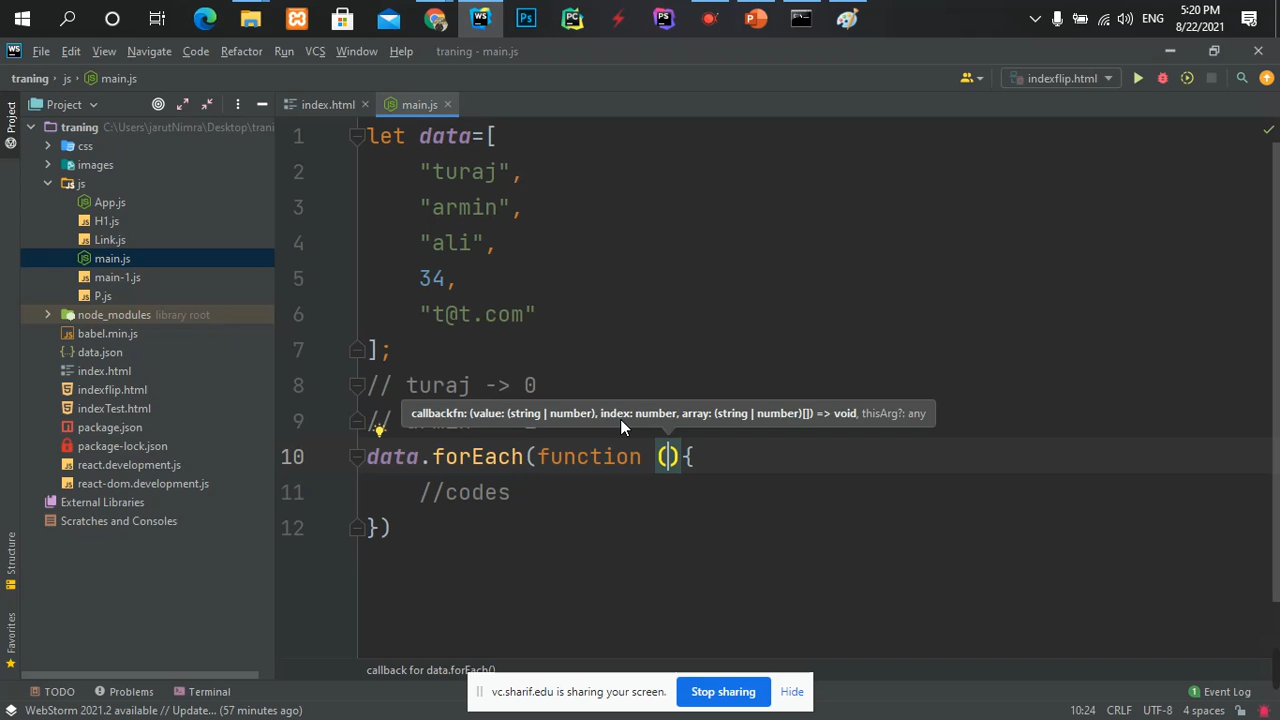 WS
Ps
PC
PS
ENG
5:20 PM
8/22/2021
WS File Edit View Navigate Code Refactor Run VCS Window Help traning - main.js
traning › js › main.js
indexflip.html
Project
index.html
main.js
Project
Structure
Favorites
traning C:\Users\jarutNimra\Desktop\trani
css
images
js
App.js
H1.js
Link.js
main.js
main-1.js
P.js
node_modules library root
babel.min.js
data.json
index.html
indexflip.html
indexTest.html
package.json
package-lock.json
react.development.js
react-dom.development.js
External Libraries
Scratches and Consoles
1 let data=[
2 "turaj",
3 "armin",
4 "ali",
5 34,
6 "t@t.com"
7 ];
8 // turaj -> 0
callbackfn: (value: (string | number), index: number, array: (string | number)[]) => void, thisArg?: any
9 //
10 data.forEach(function (){
11 //codes
12 })
callback for data.forEach()
TODO Problems Terminal
vc.sharif.edu is sharing your screen. Stop sharing Hide
Event Log
WebStorm 2021.2 available // Update... (57 minutes ago)
10:24 CRLF UTF-8 4 spaces